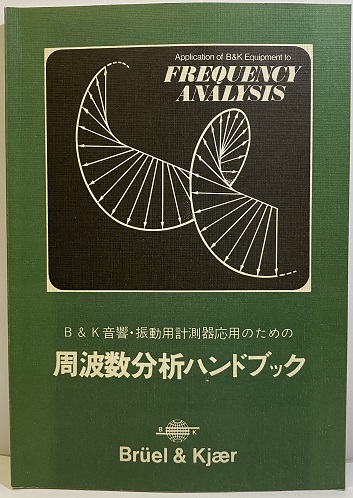 Application of B&K Equipment to
FREQUENCY
ANALYSIS
B & K 音響・振動用計測器応用のための
周波数分析ハンドブック
B K
Brüel & Kjær